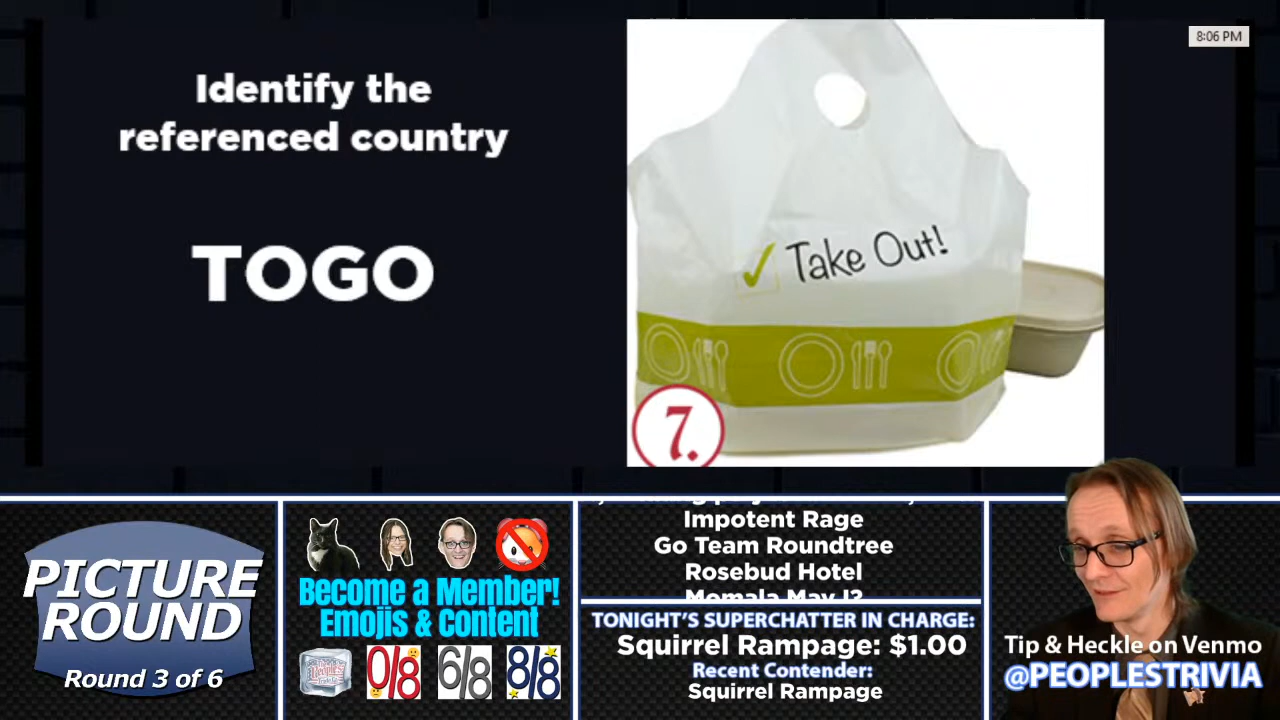 8:06 PM
Identify the
referenced country
TOGO
Take Out!
7.
PICTURE
ROUND
Round 3 of 6
Become a Member!
Emojis & Content
0/8
6/8
8/8
Impotent Rage
Go Team Roundtree
Rosebud Hotel
Momala May I?
TONIGHT'S SUPERCHATTER IN CHARGE:
Squirrel Rampage: $1.00
Recent Contender:
Squirrel Rampage
Tip & Heckle on Venmo
@PEOPLESTRIVIA